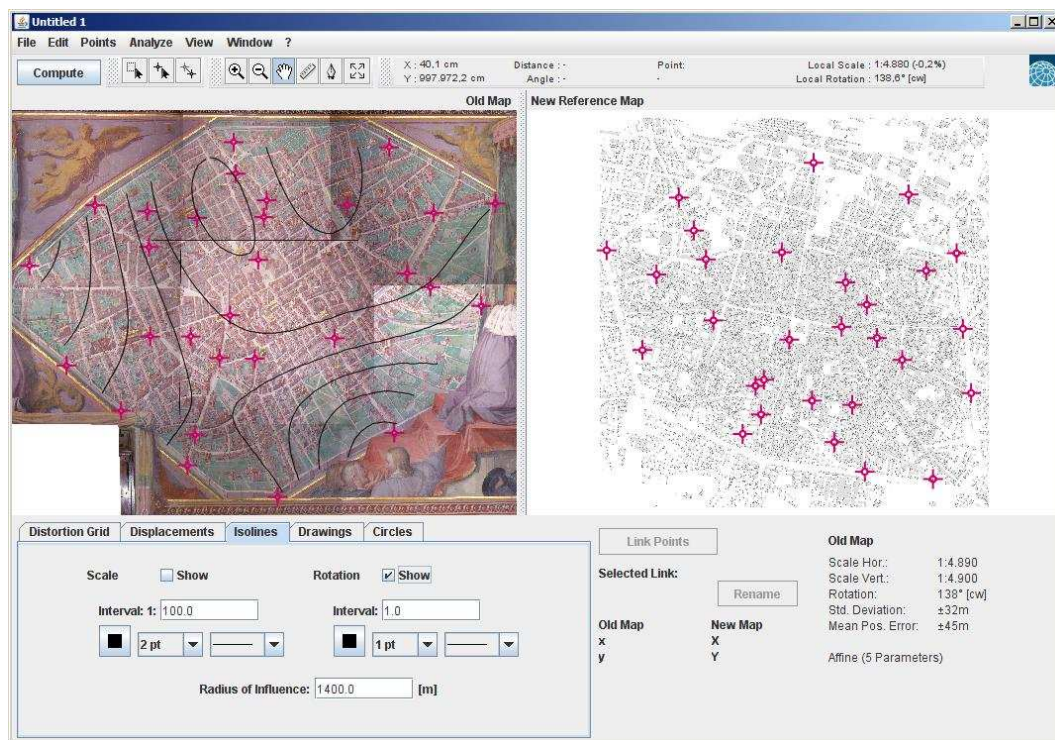 Untitled 1
File Edit Points Analyze View Window ?
Compute
X : 40,1 cm Distance : - Point: Local Scale : 1:4.880 (-0,2%)
Y : 997.972,2 cm Angle : - - Local Rotation : 138,6° [cw]
Old Map New Reference Map
Distortion Grid Displacements Isolines Drawings Circles
Scale Show Rotation Show
Interval: 1: 100.0 Interval: 1.0
2 pt 1 pt
Radius of Influence: 1400.0 [m]
Link Points
Selected Link:
Rename
Old Map New Map
x X
y Y
Old Map
Scale Hor.: 1:4.890
Scale Vert.: 1:4.900
Rotation: 138° [cw]
Std. Deviation: ±32m
Mean Pos. Error: ±45m
Affine (5 Parameters)